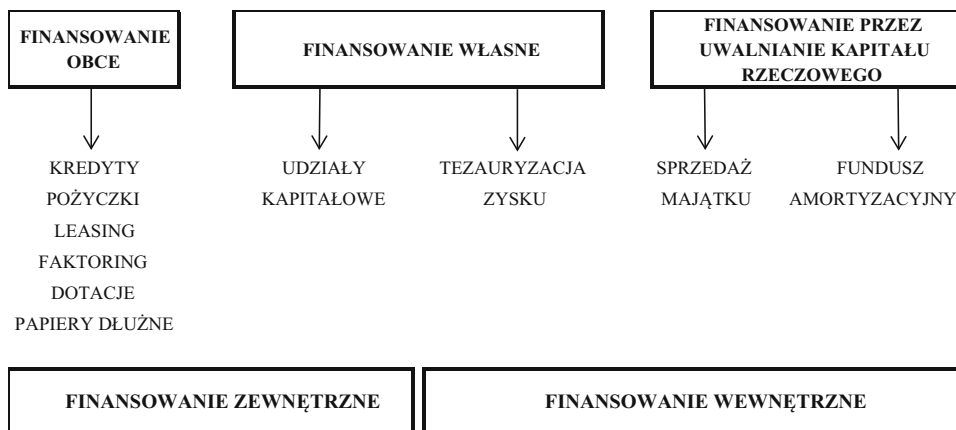 FINANSOWANIE
OBCE
FINANSOWANIE WŁASNE
FINANSOWANIE PRZEZ
UWALNIANIE KAPITAŁU
RZECZOWEGO
KREDYTY
POŻYCZKI
LEASING
FAKTORING
DOTACJE
PAPIERY DŁUŻNE
UDZIAŁY
KAPITAŁOWE
TEZAURYZACJA
ZYSKU
SPRZEDAŻ
MAJĄTKU
FUNDUSZ
AMORTYZACYJNY
FINANSOWANIE ZEWNĘTRZNE
FINANSOWANIE WEWNĘTRZNE